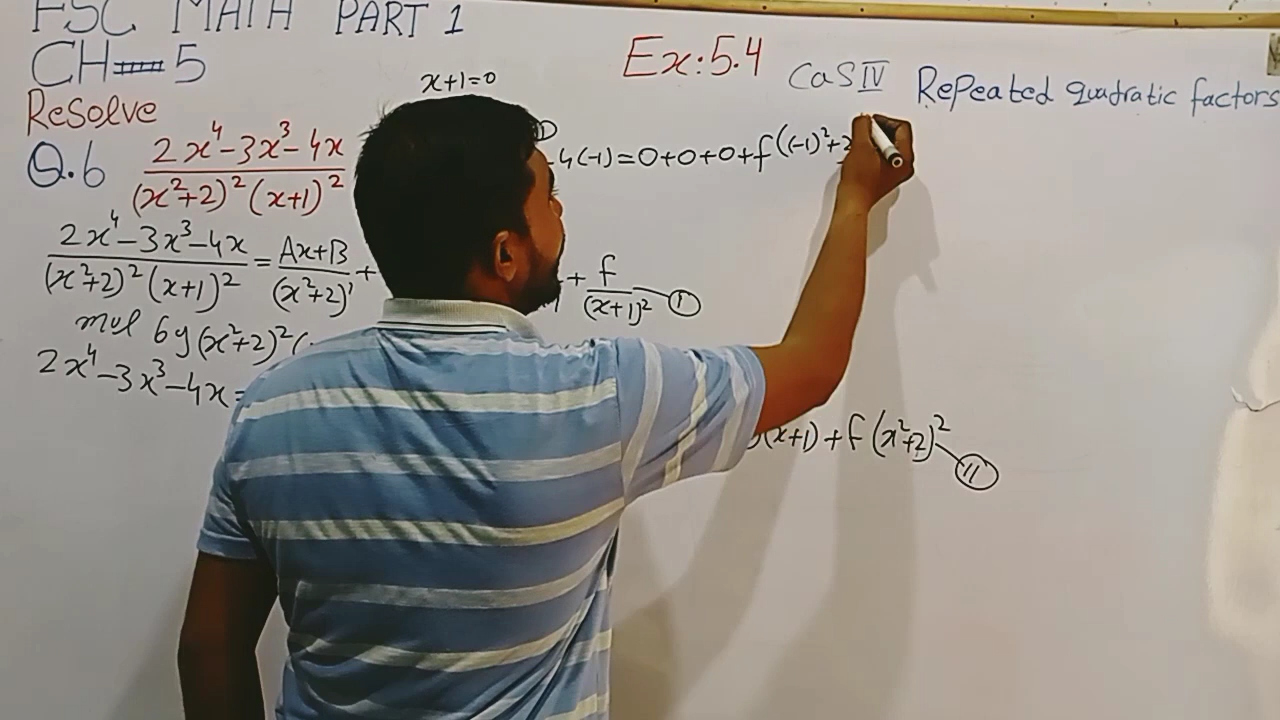 FSC MATH PART 1
CH 5
Ex:5.4
CaSIV Repeated quadratic factors
Resolve
Q.6 2x⁴-3x³-4x / (x²+2)²(x+1)²
x+1=0
4(-1)=0+0+0+f((-1)²+2
2x⁴-3x³-4x / (x²+2)²(x+1)² = Ax+B / (x²+2)¹ + + f / (x+1)² I
mul by (x²+2)²(
2x⁴-3x³-4x=
(x+1)+f(x²+2)² II